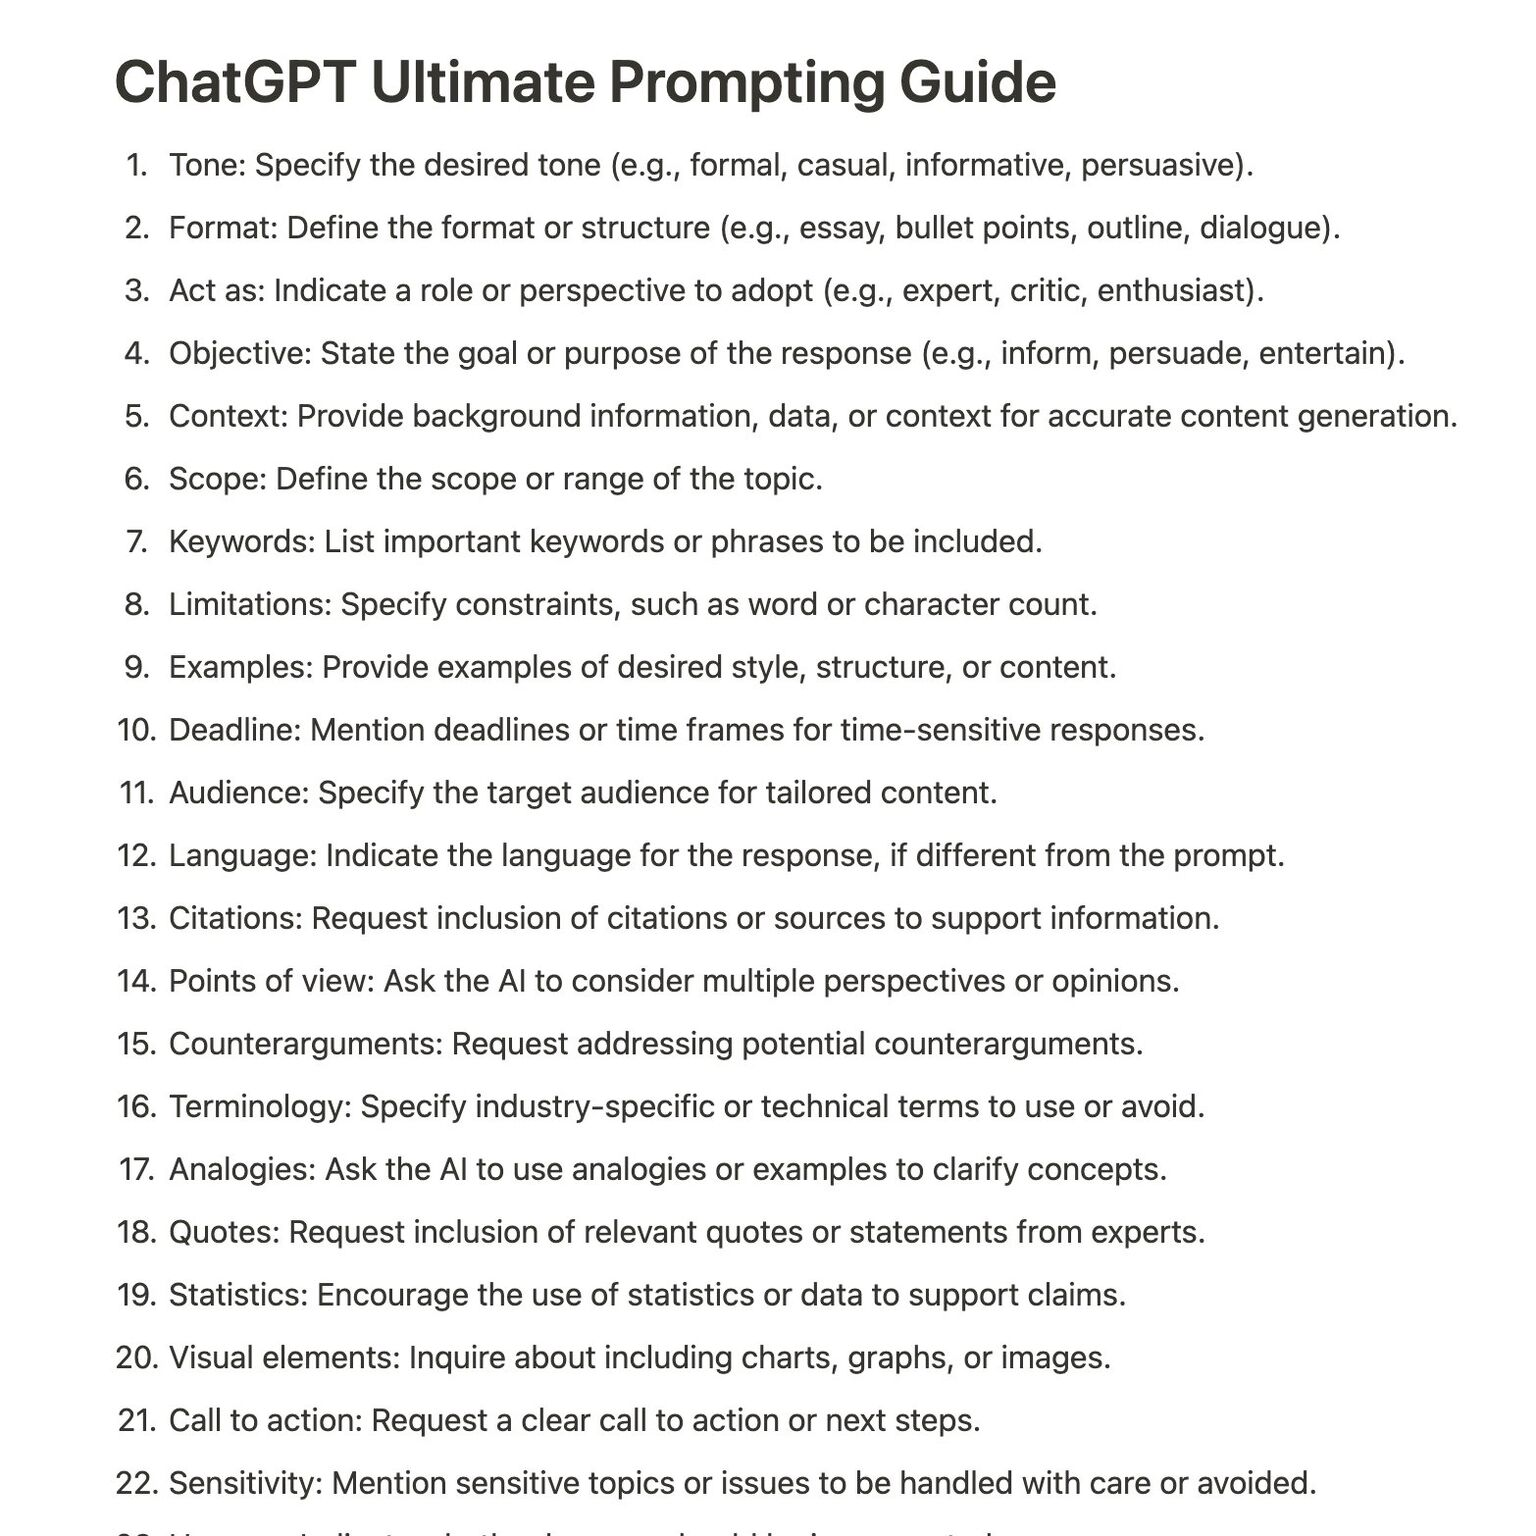 ChatGPT Ultimate Prompting Guide
1. Tone: Specify the desired tone (e.g., formal, casual, informative, persuasive).
2. Format: Define the format or structure (e.g., essay, bullet points, outline, dialogue).
3. Act as: Indicate a role or perspective to adopt (e.g., expert, critic, enthusiast).
4. Objective: State the goal or purpose of the response (e.g., inform, persuade, entertain).
5. Context: Provide background information, data, or context for accurate content generation.
6. Scope: Define the scope or range of the topic.
7. Keywords: List important keywords or phrases to be included.
8. Limitations: Specify constraints, such as word or character count.
9. Examples: Provide examples of desired style, structure, or content.
10. Deadline: Mention deadlines or time frames for time-sensitive responses.
11. Audience: Specify the target audience for tailored content.
12. Language: Indicate the language for the response, if different from the prompt.
13. Citations: Request inclusion of citations or sources to support information.
14. Points of view: Ask the AI to consider multiple perspectives or opinions.
15. Counterarguments: Request addressing potential counterarguments.
16. Terminology: Specify industry-specific or technical terms to use or avoid.
17. Analogies: Ask the AI to use analogies or examples to clarify concepts.
18. Quotes: Request inclusion of relevant quotes or statements from experts.
19. Statistics: Encourage the use of statistics or data to support claims.
20. Visual elements: Inquire about including charts, graphs, or images.
21. Call to action: Request a clear call to action or next steps.
22. Sensitivity: Mention sensitive topics or issues to be handled with care or avoided.